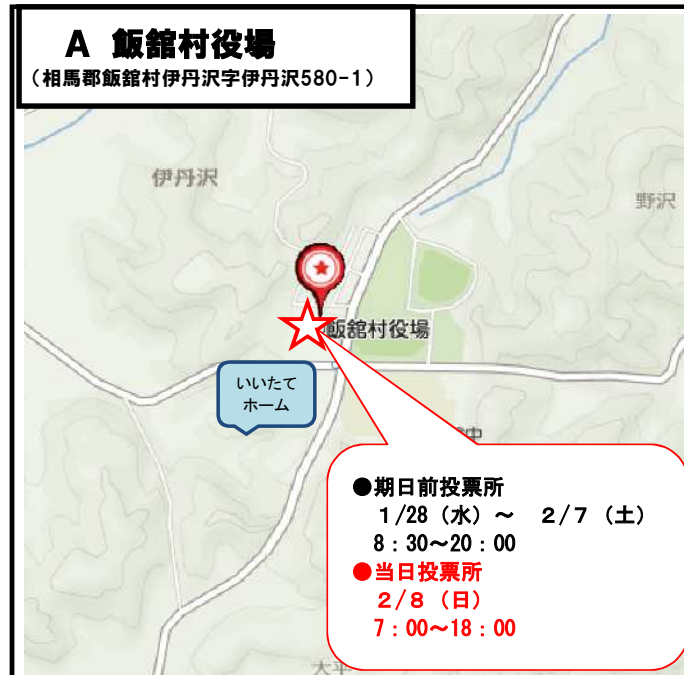 A 飯舘村役場
（相馬郡飯舘村伊丹沢字伊丹沢580-1）
伊丹沢
野沢
飯舘村役場
いいたて
ホーム
中
●期日前投票所
1/28（水）～ 2/7（土）
8：30～20：00
●当日投票所
2/8（日）
7：00～18：00
大平